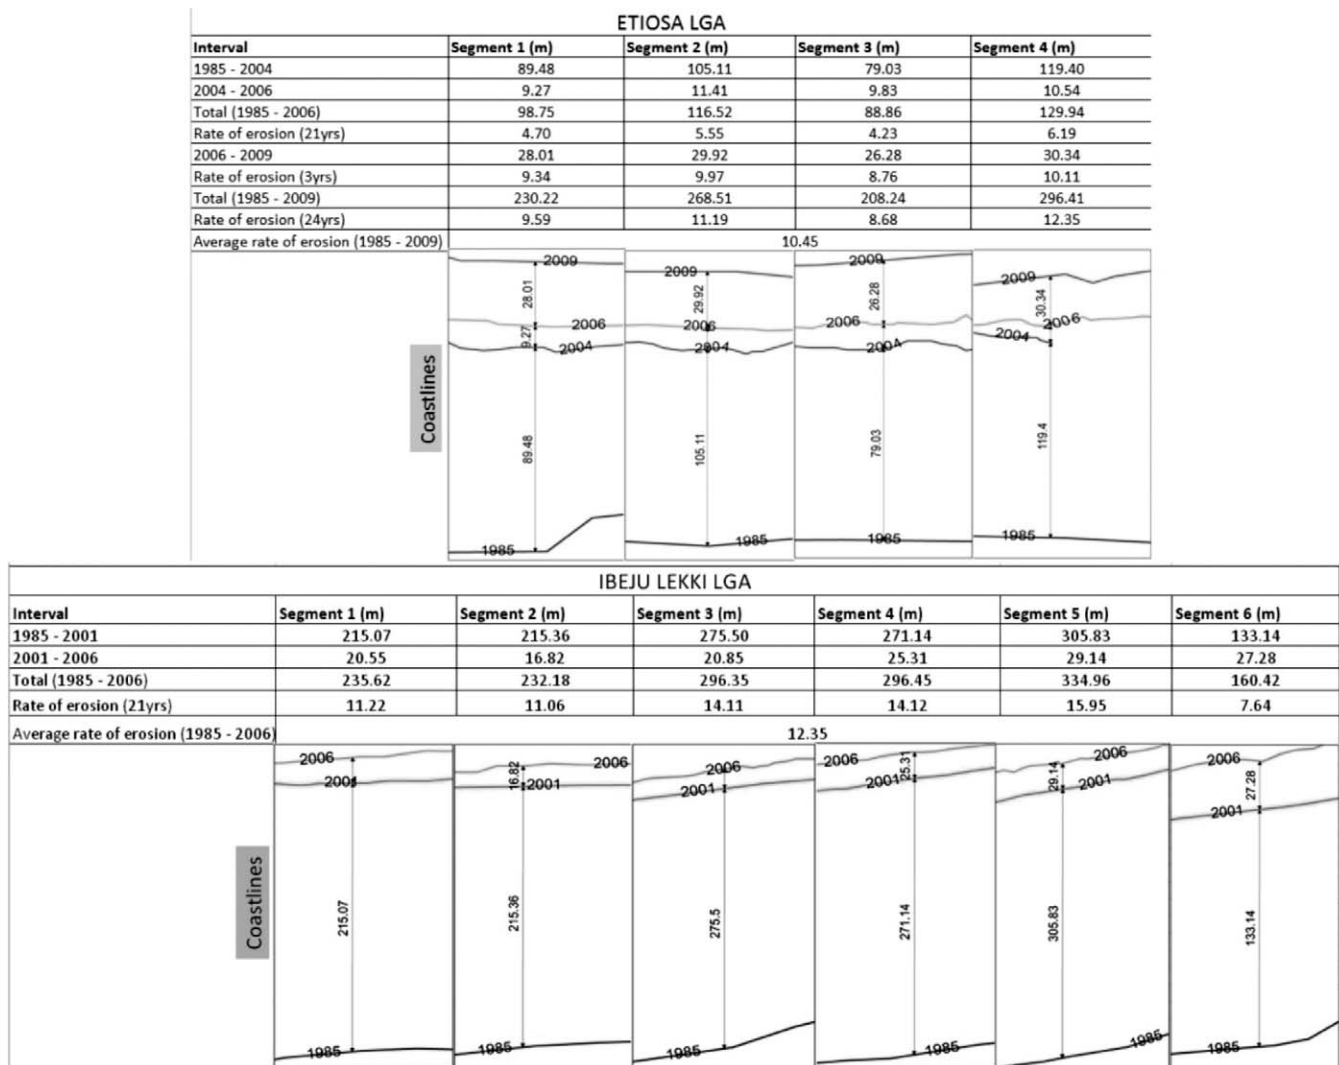 ETIOSA LGA
Interval Segment 1 (m) Segment 2 (m) Segment 3 (m) Segment 4 (m)
1985 - 2004 89.48 105.11 79.03 119.40
2004 - 2006 9.27 11.41 9.83 10.54
Total (1985 - 2006) 98.75 116.52 88.86 129.94
Rate of erosion (21yrs) 4.70 5.55 4.23 6.19
2006 - 2009 28.01 29.92 26.28 30.34
Rate of erosion (3yrs) 9.34 9.97 8.76 10.11
Total (1985 - 2009) 230.22 268.51 208.24 296.41
Rate of erosion (24yrs) 9.59 11.19 8.68 12.35
Average rate of erosion (1985 - 2009) 10.45
2009 2009 2009 2009
28.01 29.92 26.28 30.34
2006 2006 2006 2006
9.27
2004 2004 2004 2004
Coastlines
89.48 105.11 79.03 119.4
1985 1985 1985 1985
IBEJU LEKKI LGA
Interval Segment 1 (m) Segment 2 (m) Segment 3 (m) Segment 4 (m) Segment 5 (m) Segment 6 (m)
1985 - 2001 215.07 215.36 275.50 271.14 305.83 133.14
2001 - 2006 20.55 16.82 20.85 25.31 29.14 27.28
Total (1985 - 2006) 235.62 232.18 296.35 296.45 334.96 160.42
Rate of erosion (21yrs) 11.22 11.06 14.11 14.12 15.95 7.64
Average rate of erosion (1985 - 2006) 12.35
2006 2006 2006 2006 2006 2006
16.82 25.31 29.14 27.28
2001 2001 2001 2001 2001
Coastlines
215.07 215.36 275.5 271.14 305.83 133.14
1985 1985 1985 1985 1985 1985